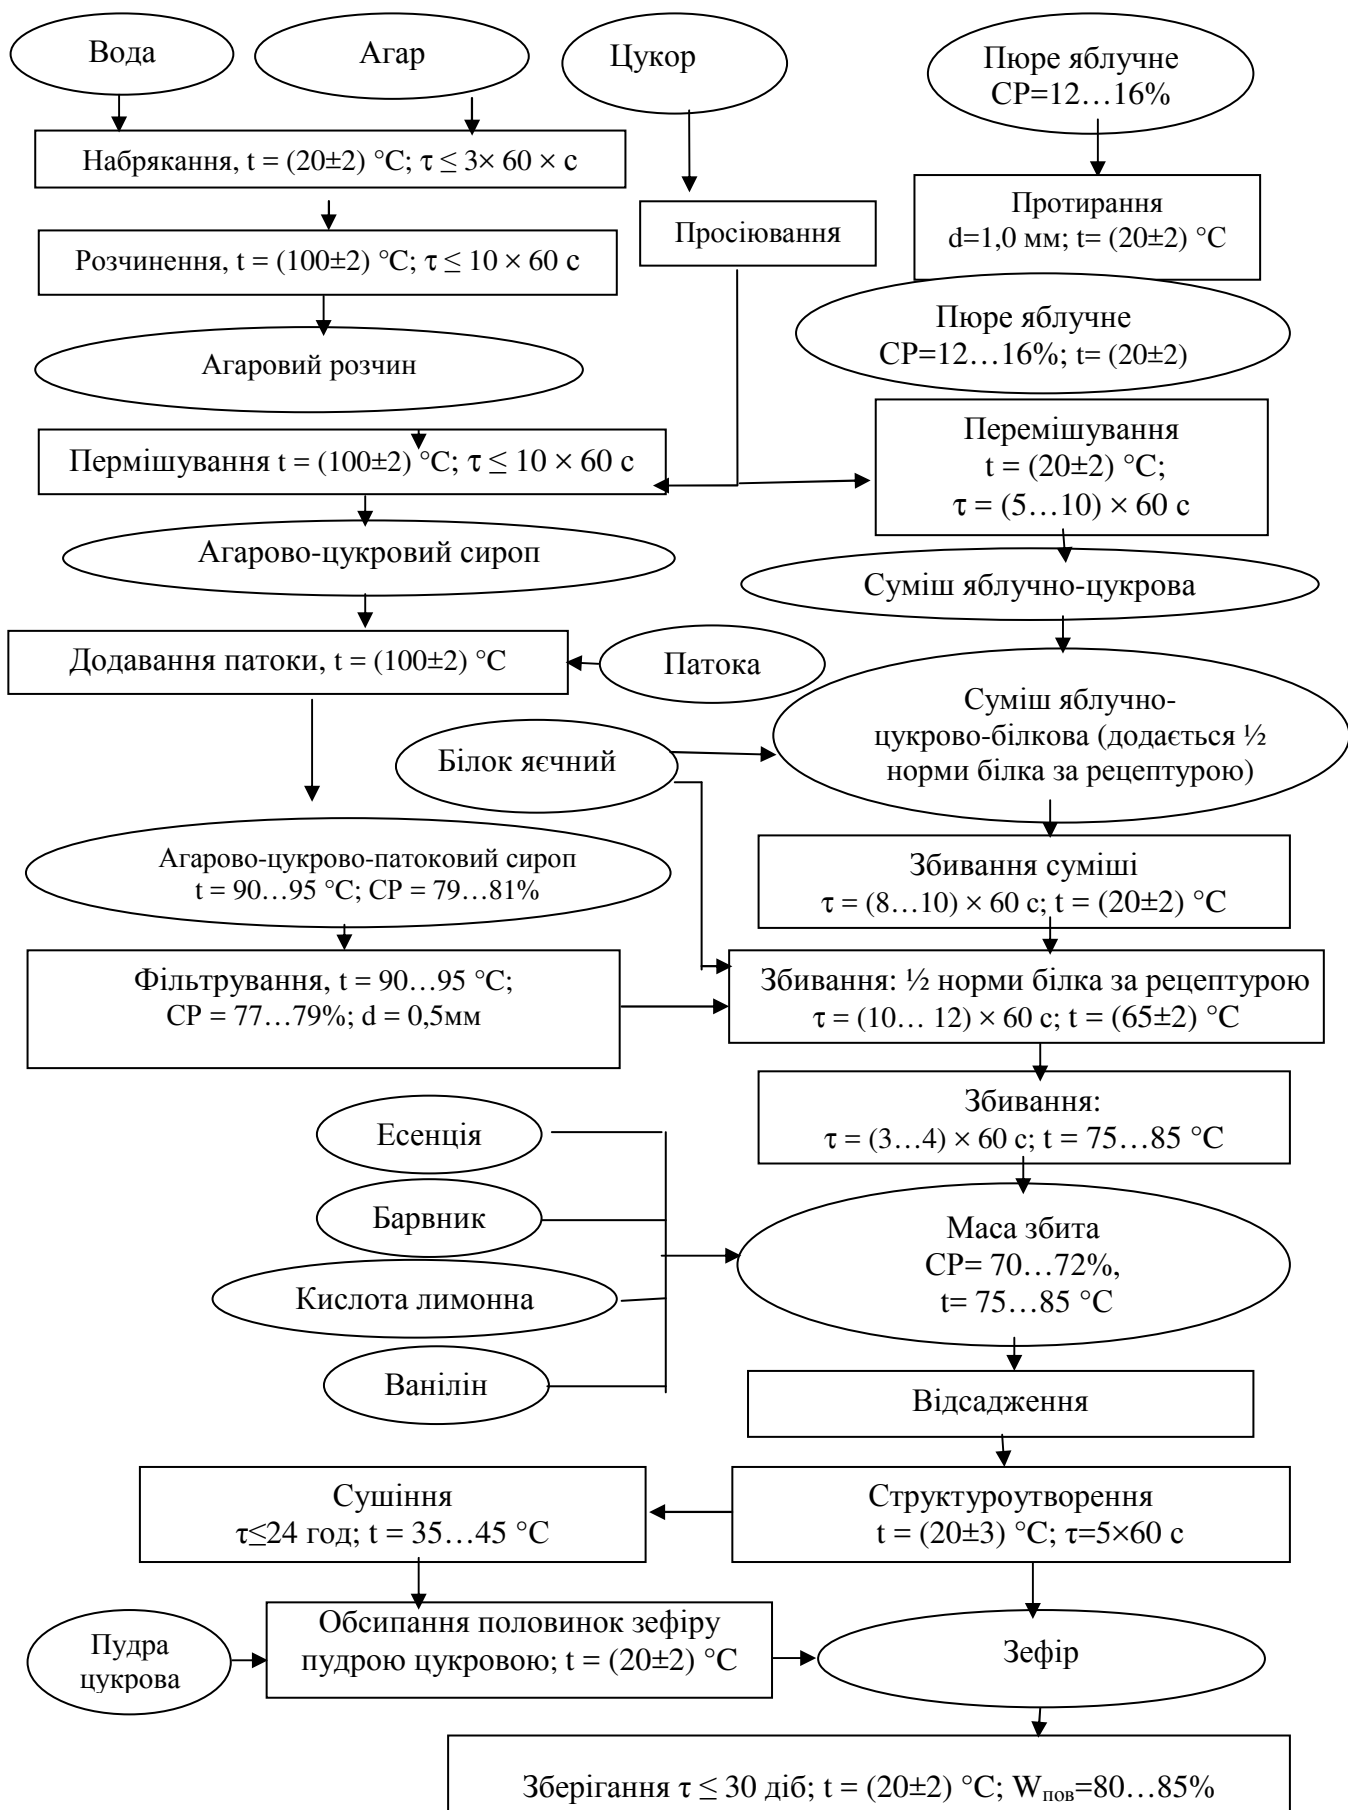 Вода
Агар
Цукор
Пюре яблучне
СР=12…16%
Набрякання, t = (20±2) °С; τ ≤ 3× 60 × с
Протирання
d=1,0 мм; t= (20±2) °С
Просіювання
Розчинення, t = (100±2) °С; τ ≤ 10 × 60 с
Пюре яблучне
СР=12…16%; t= (20±2)
Агаровий розчин
Пермішування t = (100±2) °С; τ ≤ 10 × 60 с
Перемішування
t = (20±2) °С;
τ = (5…10) × 60 с
Агарово-цукровий сироп
Суміш яблучно-цукрова
Додавання патоки, t = (100±2) °С
Патока
Суміш яблучно-
цукрово-білкова (додається ½
норми білка за рецептурою)
Білок яєчний
Агарово-цукрово-патоковий сироп
t = 90…95 °С; СР = 79…81%
Збивання суміші
τ = (8…10) × 60 с; t = (20±2) °С
Фільтрування, t = 90…95 °С;
СР = 77…79%; d = 0,5мм
Збивання: ½ норми білка за рецептурою
τ = (10… 12) × 60 с; t = (65±2) °С
Збивання:
τ = (3…4) × 60 с; t = 75…85 °С
Есенція
Барвник
Кислота лимонна
Ванілін
Маса збита
СР= 70…72%,
t= 75…85 °С
Відсадження
Сушіння
τ≤24 год; t = 35…45 °С
Структуроутворення
t = (20±3) °С; τ=5×60 с
Пудра
цукрова
Обсипання половинок зефіру
пудрою цукровою; t = (20±2) °С
Зефір
Зберігання τ ≤ 30 діб; t = (20±2) °С; Wпов=80…85%